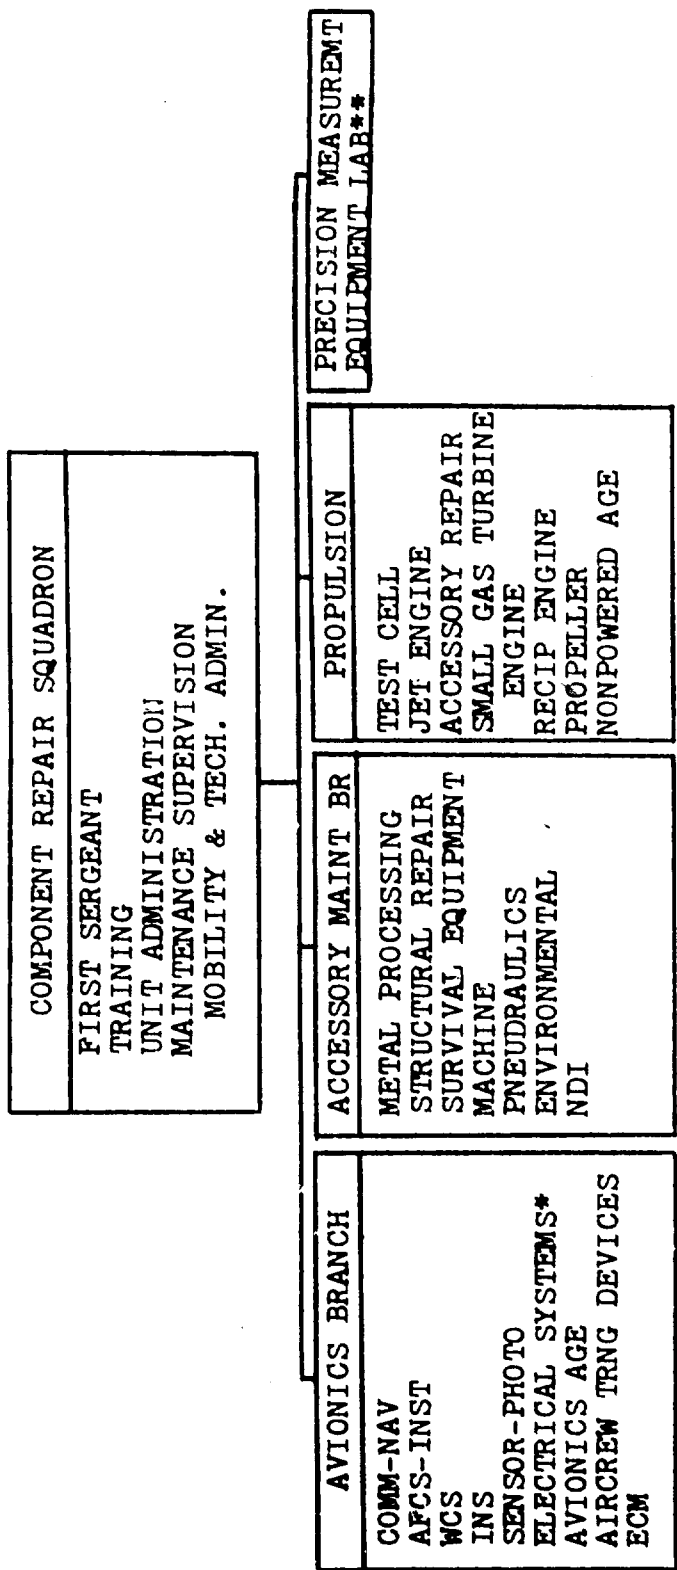 COMPONENT REPAIR SQUADRON
FIRST SERGEANT
TRAINING
UNIT ADMINISTRATION
MAINTENANCE SUPERVISION
MOBILITY & TECH. ADMIN.
AVIONICS BRANCH
COMM-NAV
AFCS-INST
WCS
INS
SENSOR-PHOTO
ELECTRICAL SYSTEMS*
AVIONICS AGE
AIRCREW TRNG DEVICES
ECM
ACCESSORY MAINT BR
METAL PROCESSING
STRUCTURAL REPAIR
SURVIVAL EQUIPMENT
MACHINE
PNEUDRAULICS
ENVIRONMENTAL
NDI
PROPULSION
TEST CELL
JET ENGINE
ACCESSORY REPAIR
SMALL GAS TURBINE
ENGINE
RECIP ENGINE
PROPELLER
NONPOWERED AGE
PRECISION MEASUREMT
EQUIPMENT LAB**